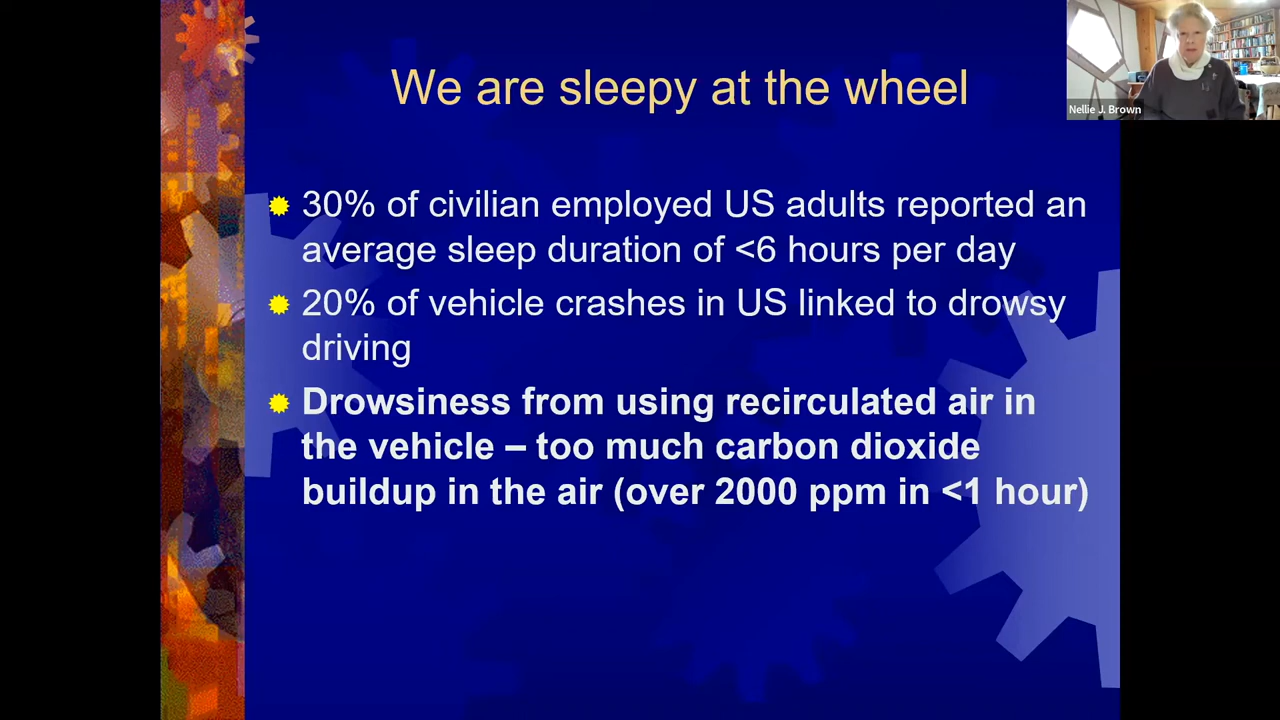 We are sleepy at the wheel
30% of civilian employed US adults reported an
average sleep duration of <6 hours per day
20% of vehicle crashes in US linked to drowsy
driving
Drowsiness from using recirculated air in
the vehicle – too much carbon dioxide
buildup in the air (over 2000 ppm in <1 hour)
Nellie J. Brown